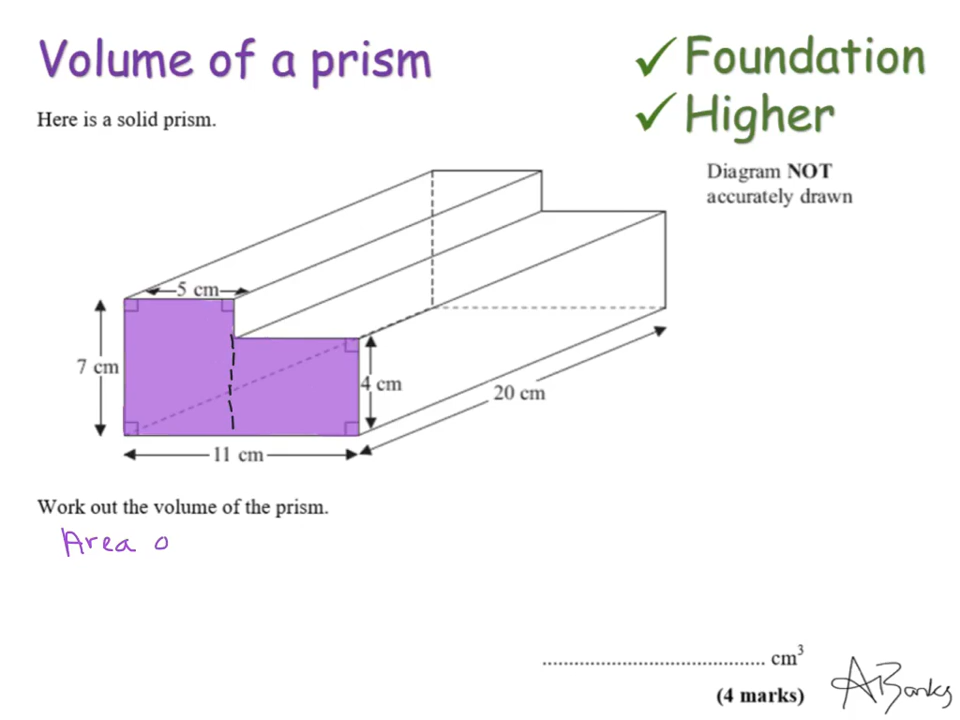 Volume of a prism
✓ Foundation
✓ Higher
Here is a solid prism.
Diagram NOT
accurately drawn
5 cm
7 cm
4 cm
20 cm
11 cm
Work out the volume of the prism.
Area o
........................................ cm³
(4 marks)
ABanks